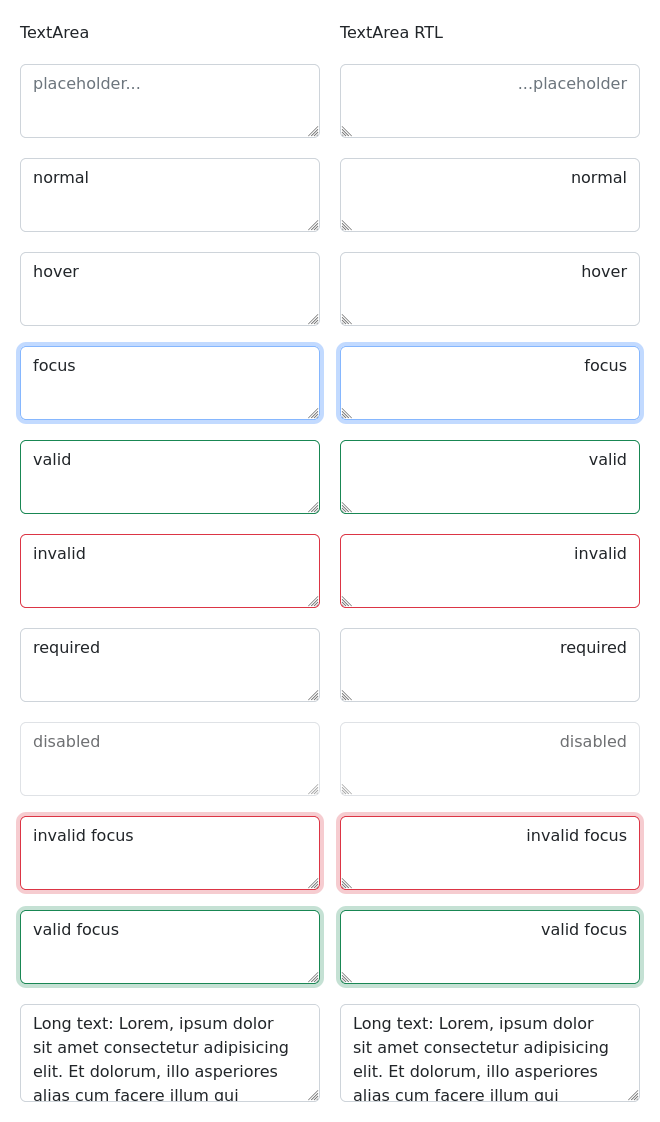 TextArea
TextArea RTL
placeholder...
...placeholder
normal
normal
hover
hover
focus
focus
valid
valid
invalid
invalid
required
required
disabled
disabled
invalid focus
invalid focus
valid focus
valid focus
Long text: Lorem, ipsum dolor
sit amet consectetur adipisicing
elit. Et dolorum, illo asperiores
alias cum facere illum qui
Long text: Lorem, ipsum dolor
sit amet consectetur adipisicing
elit. Et dolorum, illo asperiores
alias cum facere illum qui